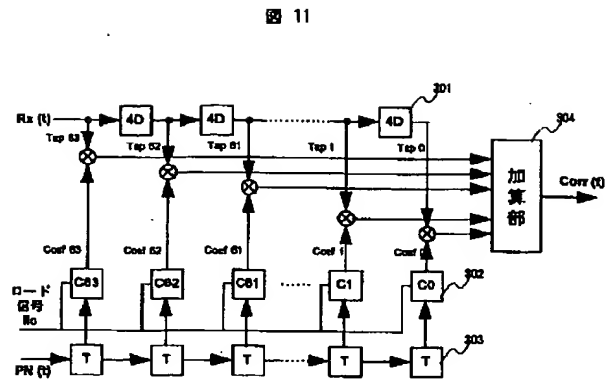 図 11
Rx (t)
4D
4D
4D
301
304
Tap 63
Tap 62
Tap 61
Tap 1
Tap 0
加算部
Corr (t)
Coef 63
Coef 62
Coef 61
Coef 1
Coef 0
ロード
信号
No
C63
C62
C61
C1
C0
302
PN (t)
T
T
T
T
T
303